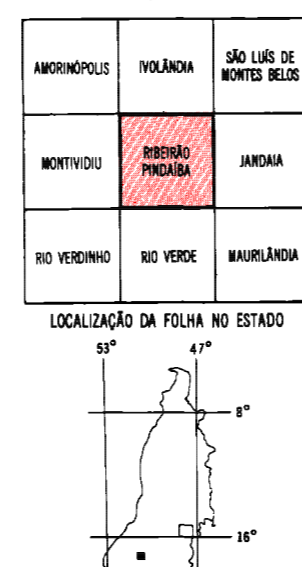 AMORINÓPOLIS IVOLÂNDIA SÃO LUÍS DE MONTES BELOS
MONTIVIDIU RIBEIRÃO PINDAÍBA JANDAIA
RIO VERDINHO RIO VERDE MAURILÂNDIA
LOCALIZAÇÃO DA FOLHA NO ESTADO
53° 47°
8°
16°